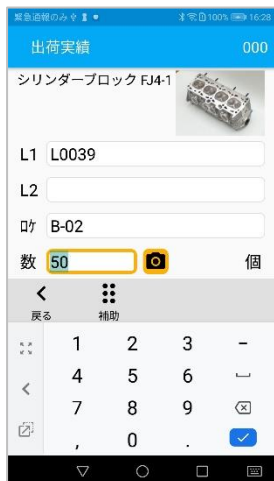 緊急通報のみ 100% 16:28
出荷実績 000
シリンダーブロック FJ4-1
L1 L0039
L2
ﾛｹ B-02
数 50 個
戻る 補助
1 2 3 -
4 5 6
7 8 9
, 0 .